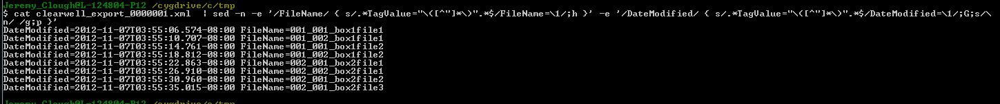 Jeremy_Clough@L-124804-P12 /cygdrive/c/tmp
$ cat clearwell_export_0000001.xml  | sed -n -e '/FileName/ { s/.*TagValue="\([^"]*\)".*$/FileName=\1/;h }' -e '/DateModified/ { s/.*TagValue="\([^"]*\)".*$/DateModified=\1/;G;s/\
n/ /g;p }'
DateModified=2012-11-07T03:55:06.574-08:00 FileName=001_001_box1file1
DateModified=2012-11-07T03:55:10.707-08:00 FileName=001_002_box1file1
DateModified=2012-11-07T03:55:14.761-08:00 FileName=001_001_box1file2
DateModified=2012-11-07T03:55:18.812-08:00 FileName=001_002_box1file2
DateModified=2012-11-07T03:55:22.863-08:00 FileName=002_001_box2file1
DateModified=2012-11-07T03:55:26.910-08:00 FileName=002_002_box2file1
DateModified=2012-11-07T03:55:30.960-08:00 FileName=002_001_box2file2
DateModified=2012-11-07T03:55:35.015-08:00 FileName=002_001_box2file3
Jeremy_Clough@L-124804-P12 /cygdrive/c/tmp